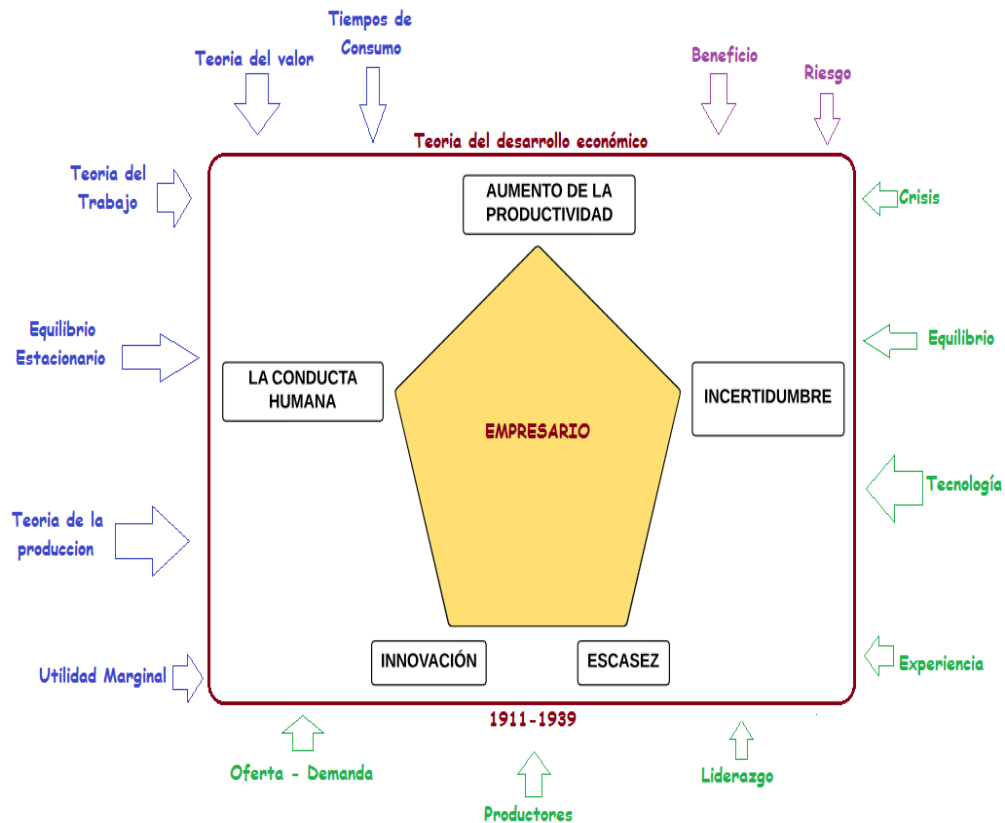 Tiempos de
Consumo
Teoria del valor
Beneficio
Riesgo
Teoria del desarrollo económico
Teoria del
Trabajo
AUMENTO DE LA
PRODUCTIVIDAD
Crisis
Equilibrio
Estacionario
Equilibrio
LA CONDUCTA
HUMANA
INCERTIDUMBRE
EMPRESARIO
Tecnología
Teoria de la
produccion
INNOVACIÓN
ESCASEZ
Utilidad Marginal
Experiencia
1911-1939
Oferta - Demanda
Liderazgo
Productores